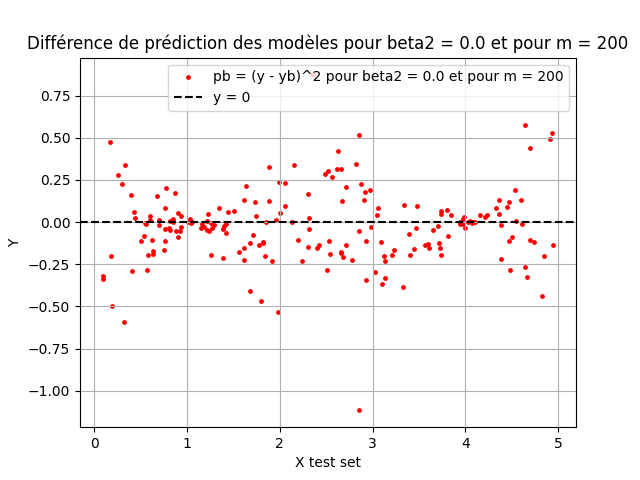 Différence de prédiction des modèles pour beta2 = 0.0 et pour m = 200
pb = (y - yb)^2 pour beta2 = 0.0 et pour m = 200
y = 0
0.75
0.50
0.25
0.00
−0.25
−0.50
−0.75
−1.00
Y
0 1 2 3 4 5
X test set